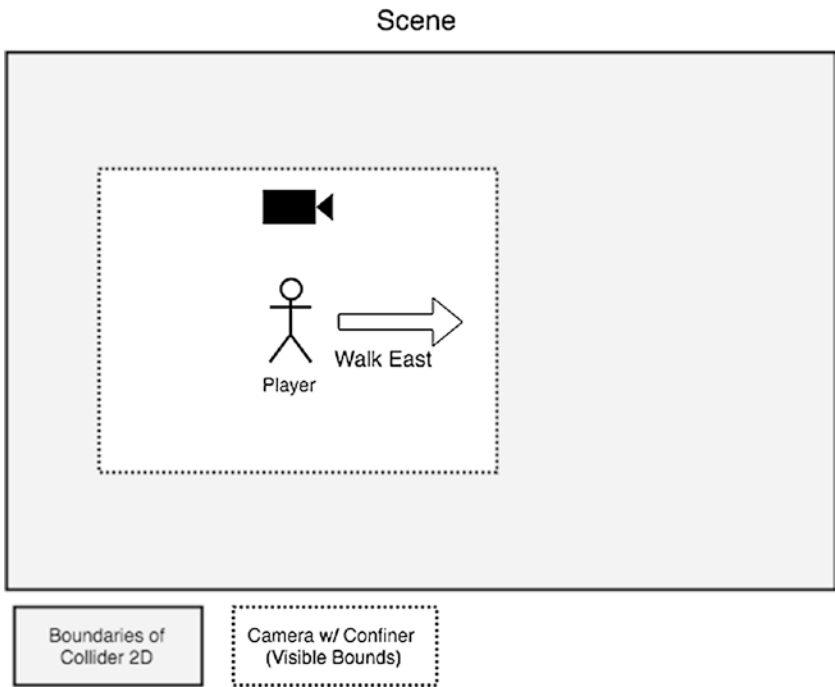 Scene
Walk East
Player
Boundaries of
Collider 2D
Camera w/ Confiner
(Visible Bounds)